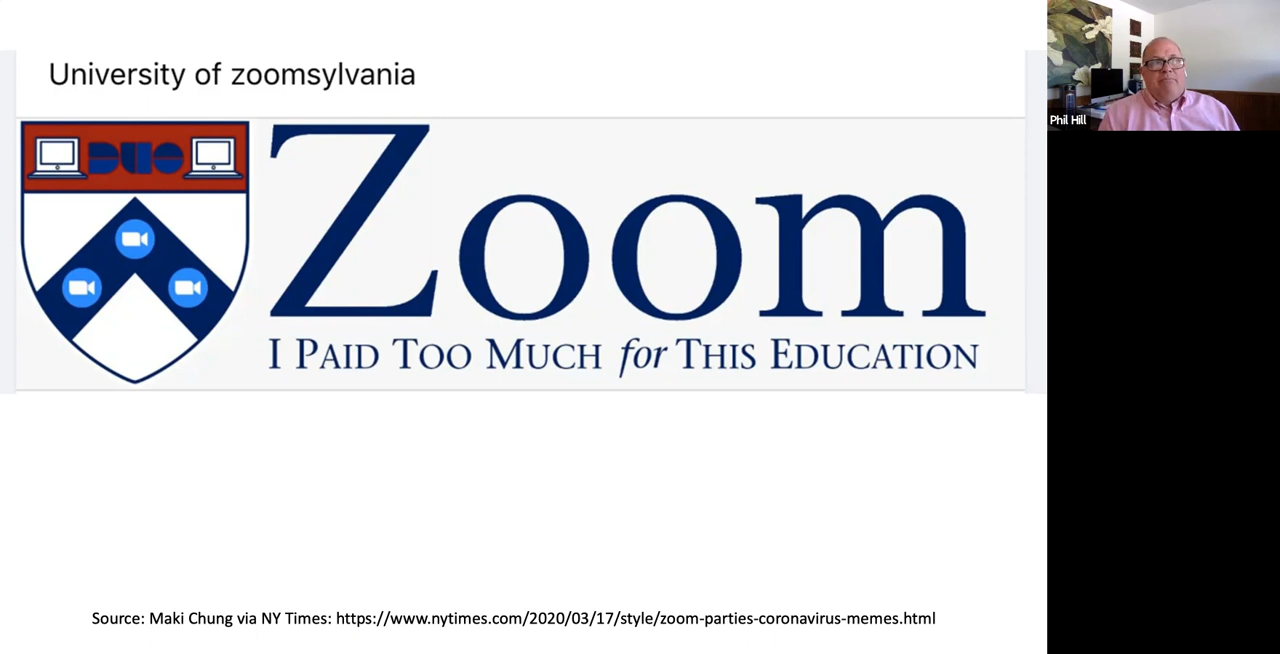 University of zoomsylvania
DUO
Zoom
I PAID TOO MUCH for THIS EDUCATION
Source: Maki Chung via NY Times: https://www.nytimes.com/2020/03/17/style/zoom-parties-coronavirus-memes.html
Phil Hill